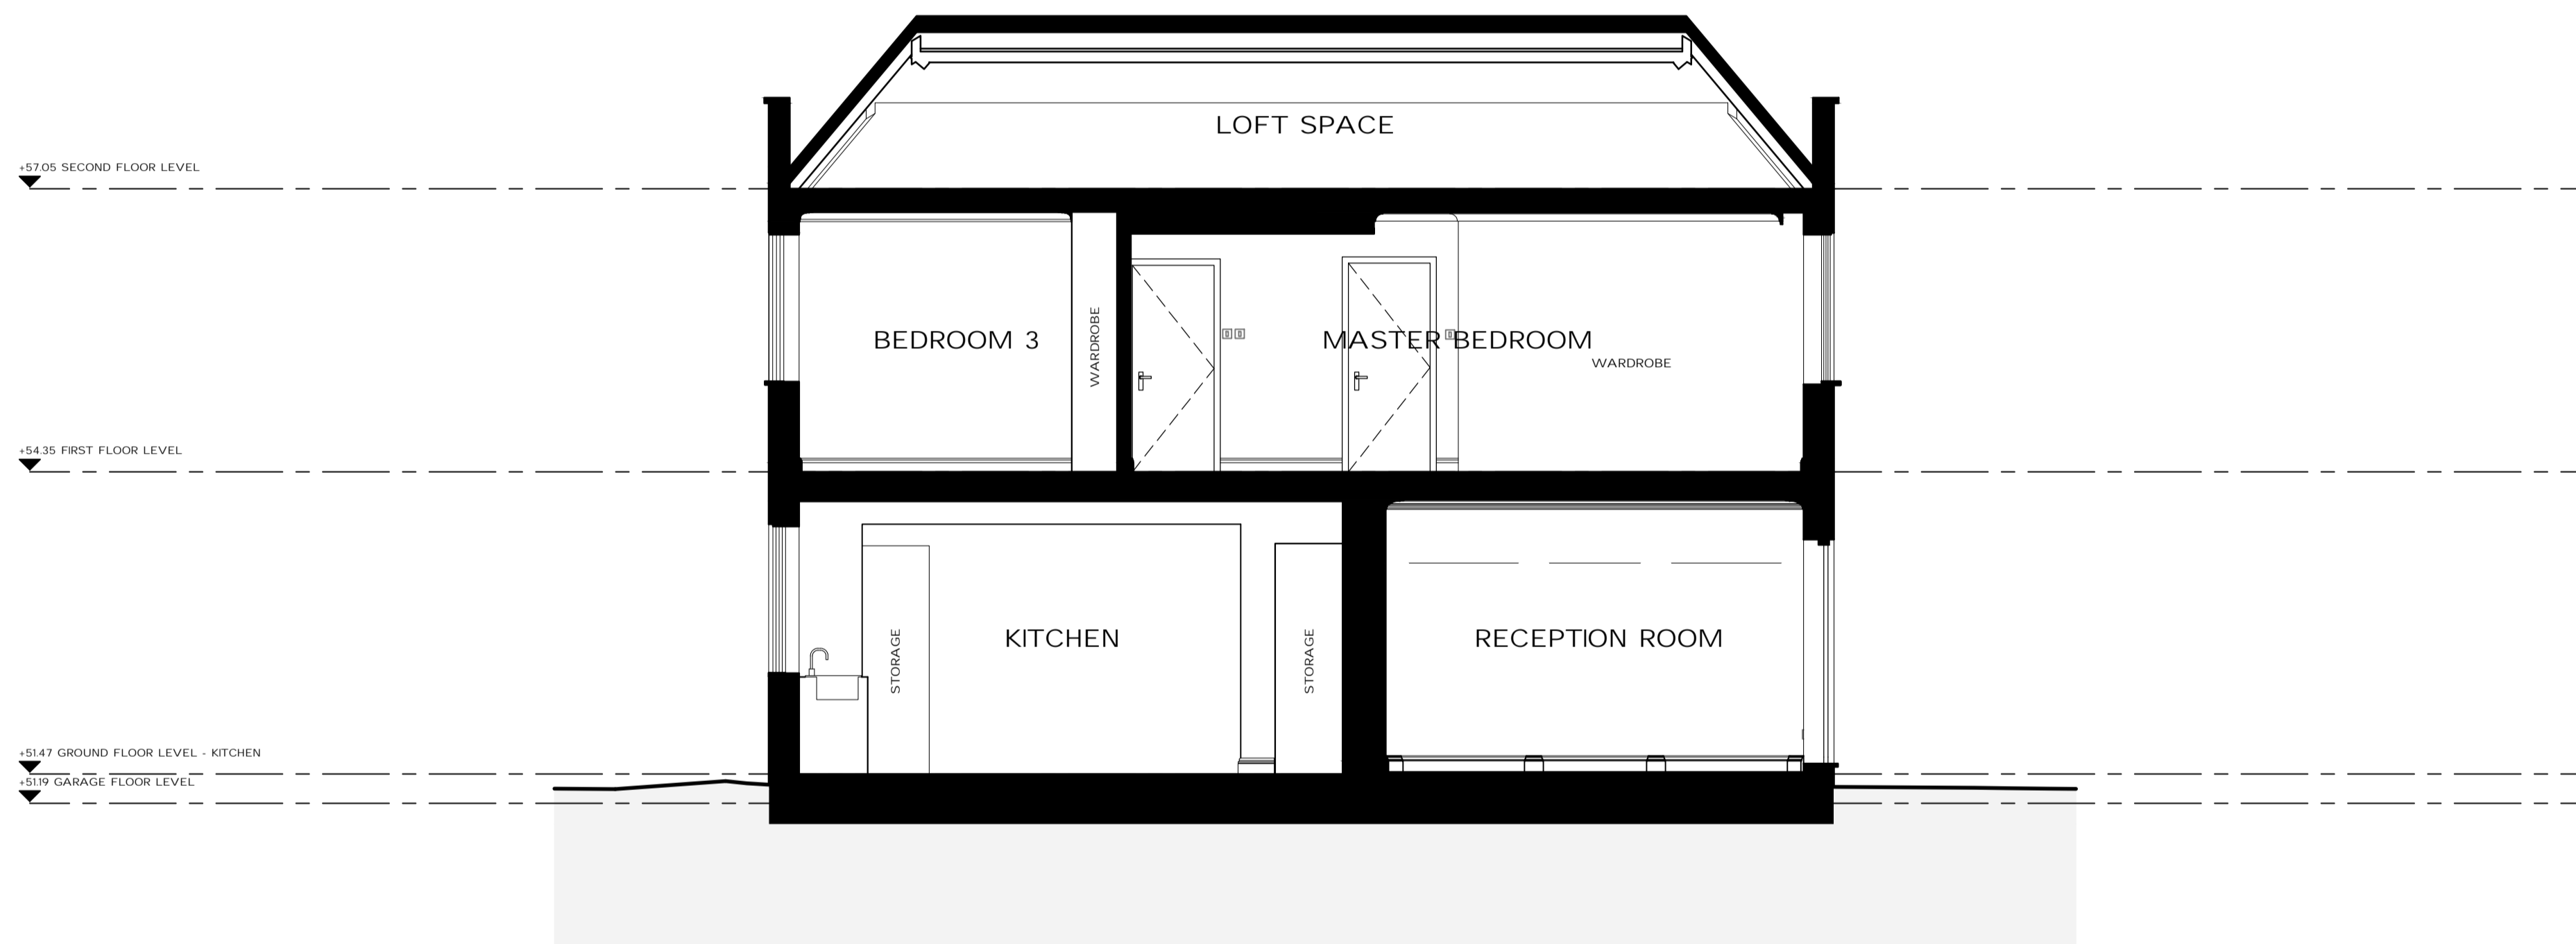 LOFT SPACE
+57.05 SECOND FLOOR LEVEL
BEDROOM 3
WARDROBE
MASTER BEDROOM
WARDROBE
+54.35 FIRST FLOOR LEVEL
STORAGE
KITCHEN
STORAGE
RECEPTION ROOM
+51.47 GROUND FLOOR LEVEL - KITCHEN
+51.19 GARAGE FLOOR LEVEL